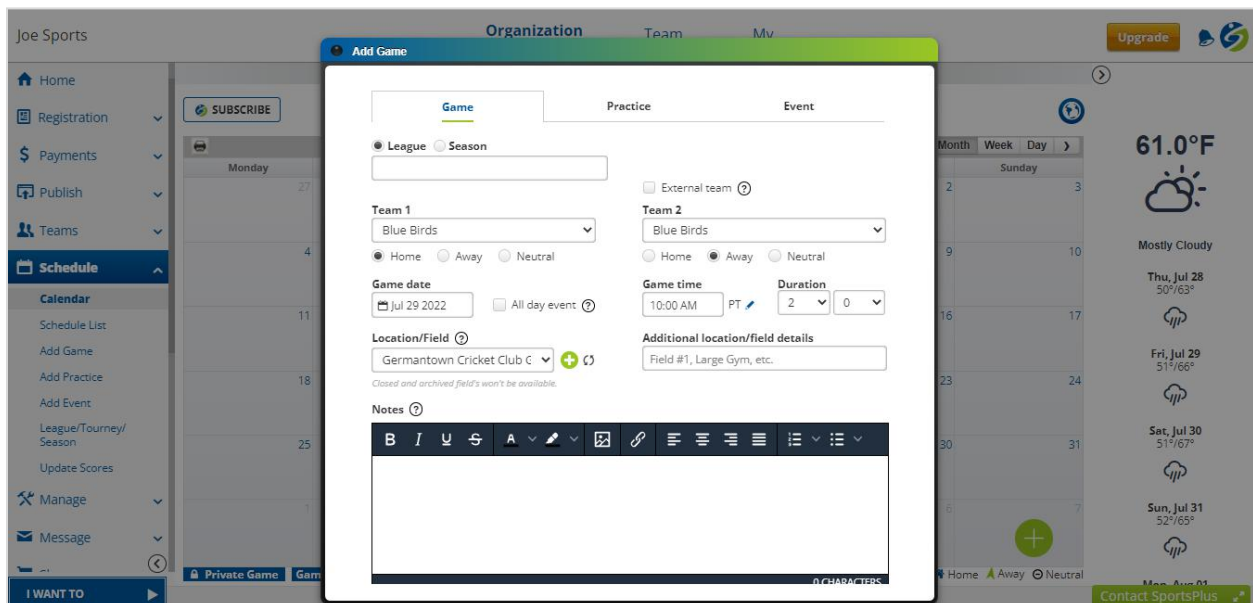 Joe Sports
Organization Team My
Upgrade
Add Game
Home
Registration
Payments
Publish
Teams
Schedule
Calendar
Schedule List
Add Game
Add Practice
Add Event
League/Tourney/
Season
Update Scores
Manage
Message
I WANT TO
SUBSCRIBE
Month Week Day
Monday
Sunday
27 2 3
4 9 10
11 16 17
18 23 24
25 30 31
1 6 7
Private Game Gam
Home Away Neutral
Game Practice Event
League Season
External team ?
Team 1
Blue Birds
Home Away Neutral
Team 2
Blue Birds
Home Away Neutral
Game date
Jul 29 2022
All day event ?
Game time
10:00 AM PT
Duration
2 0
Location/Field ?
Germantown Cricket Club G
Closed and archived field's won't be available.
Additional location/field details
Field #1, Large Gym, etc.
Notes ?
B I U S A
0 CHARACTERS
61.0°F
Mostly Cloudy
Thu, Jul 28
50°/63°
Fri, Jul 29
51°/66°
Sat, Jul 30
51°/67°
Sun, Jul 31
52°/65°
Mon, Aug 01
Contact SportsPlus